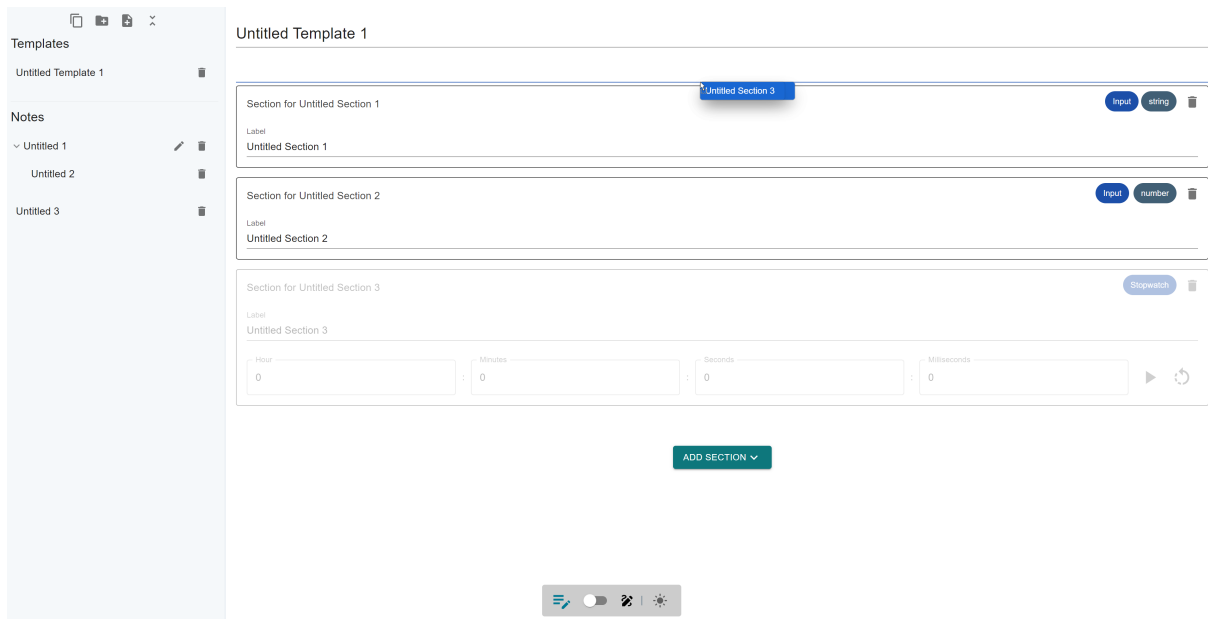 Templates
Untitled Template 1
Notes
Untitled 1
Untitled 2
Untitled 3
Untitled Template 1
Untitled Section 3
Section for Untitled Section 1
Input
string
Label
Untitled Section 1
Section for Untitled Section 2
Input
number
Label
Untitled Section 2
Section for Untitled Section 3
Stopwatch
Label
Untitled Section 3
Hour
Minutes
Seconds
Milliseconds
0 : 0 : 0 : 0
ADD SECTION